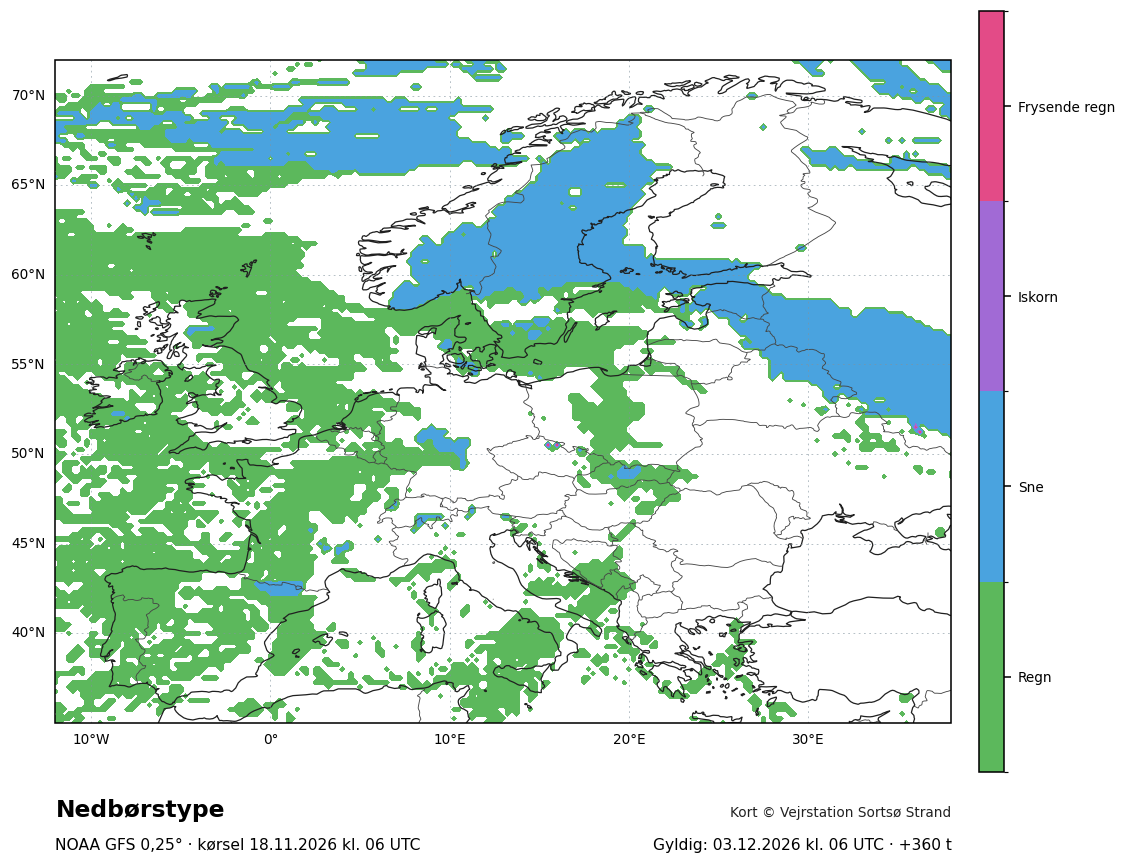 70°N
65°N
60°N
55°N
50°N
45°N
40°N
10°W
0°
10°E
20°E
30°E
Frysende regn
Iskorn
Sne
Regn
Nedbørstype
Kort © Vejrstation Sortsø Strand
NOAA GFS 0,25° · kørsel 18.11.2026 kl. 06 UTC
Gyldig: 03.12.2026 kl. 06 UTC · +360 t